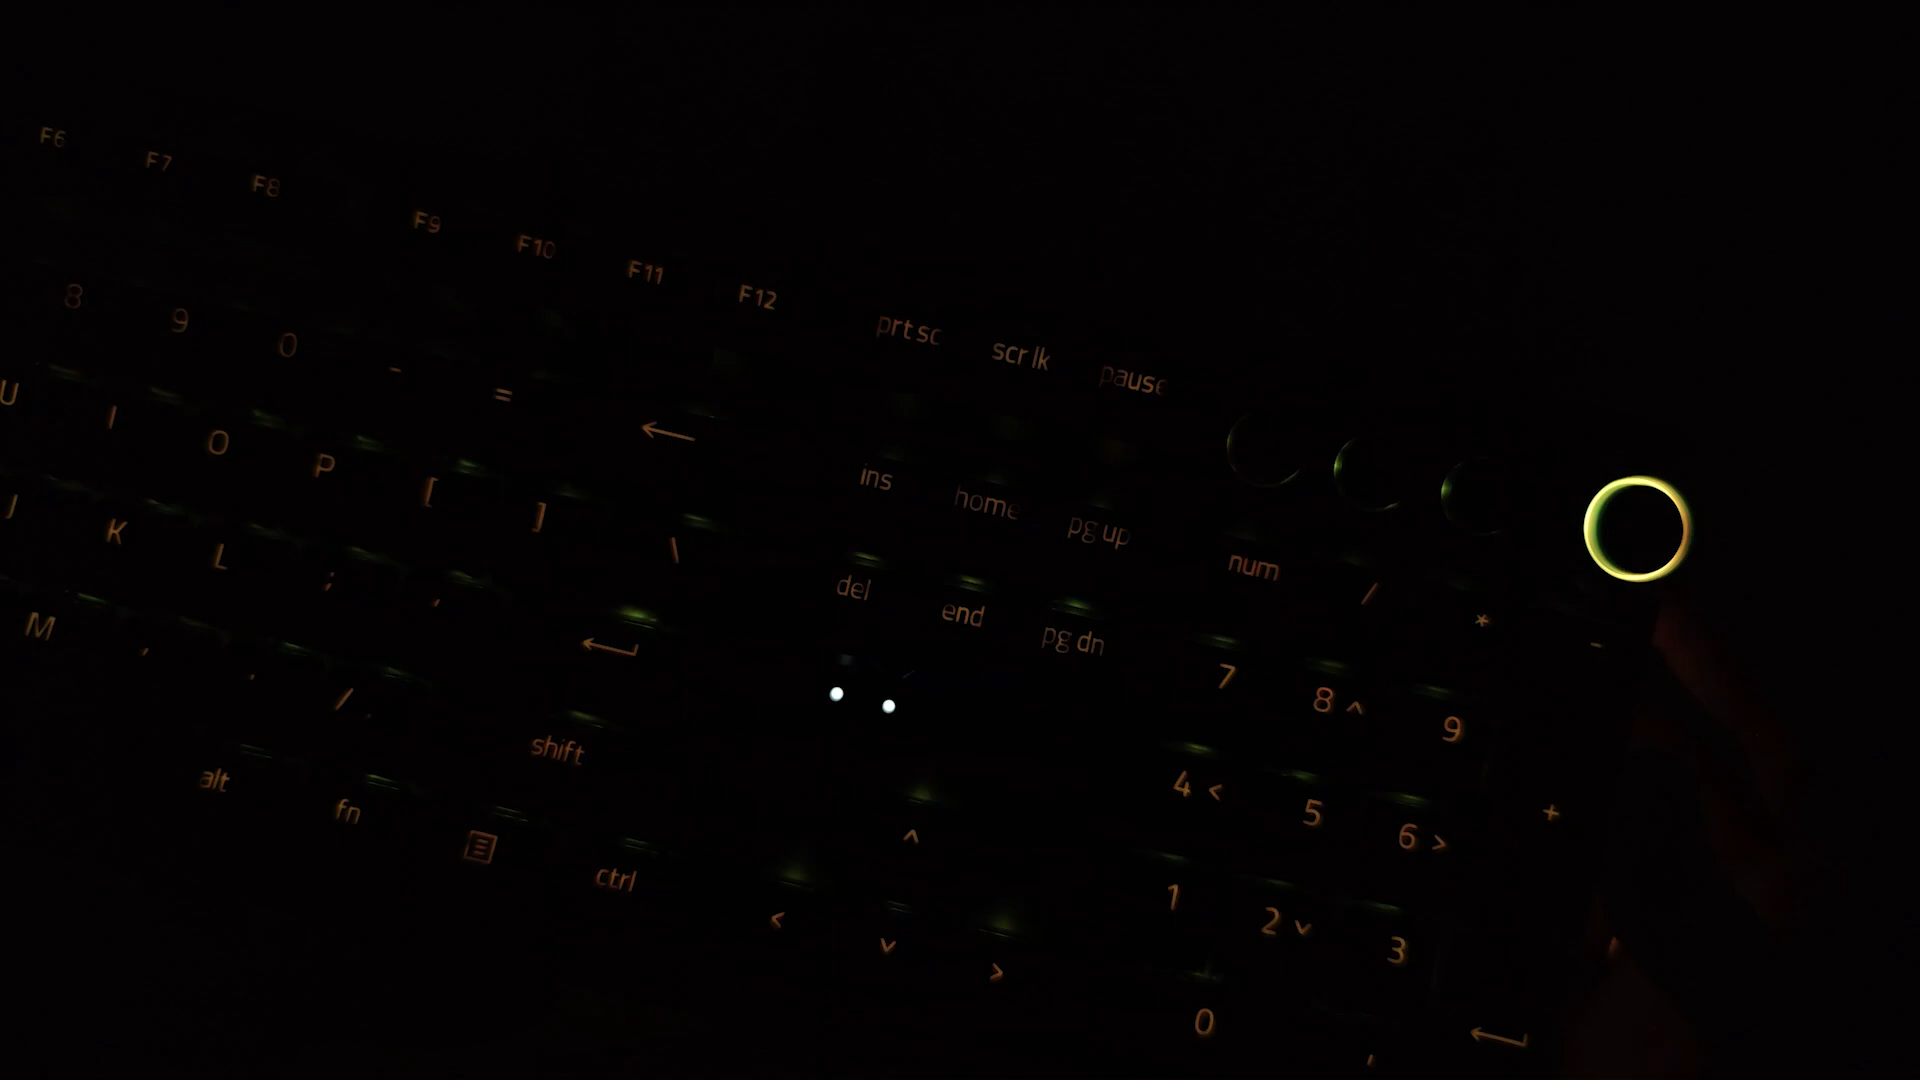 F6 F7 F8 F9 F10 F11 F12 prt sc scr lk pause
8 9 0 - = ← ins home pg up num / * -
U I O P [ ] \ del end pg dn 7 8 ^ 9 +
J K L ; ' ↵ 4 < 5 6 >
M , . / shift ^ 1 2 v 3 ↵
alt fn ctrl < v > 0 ,